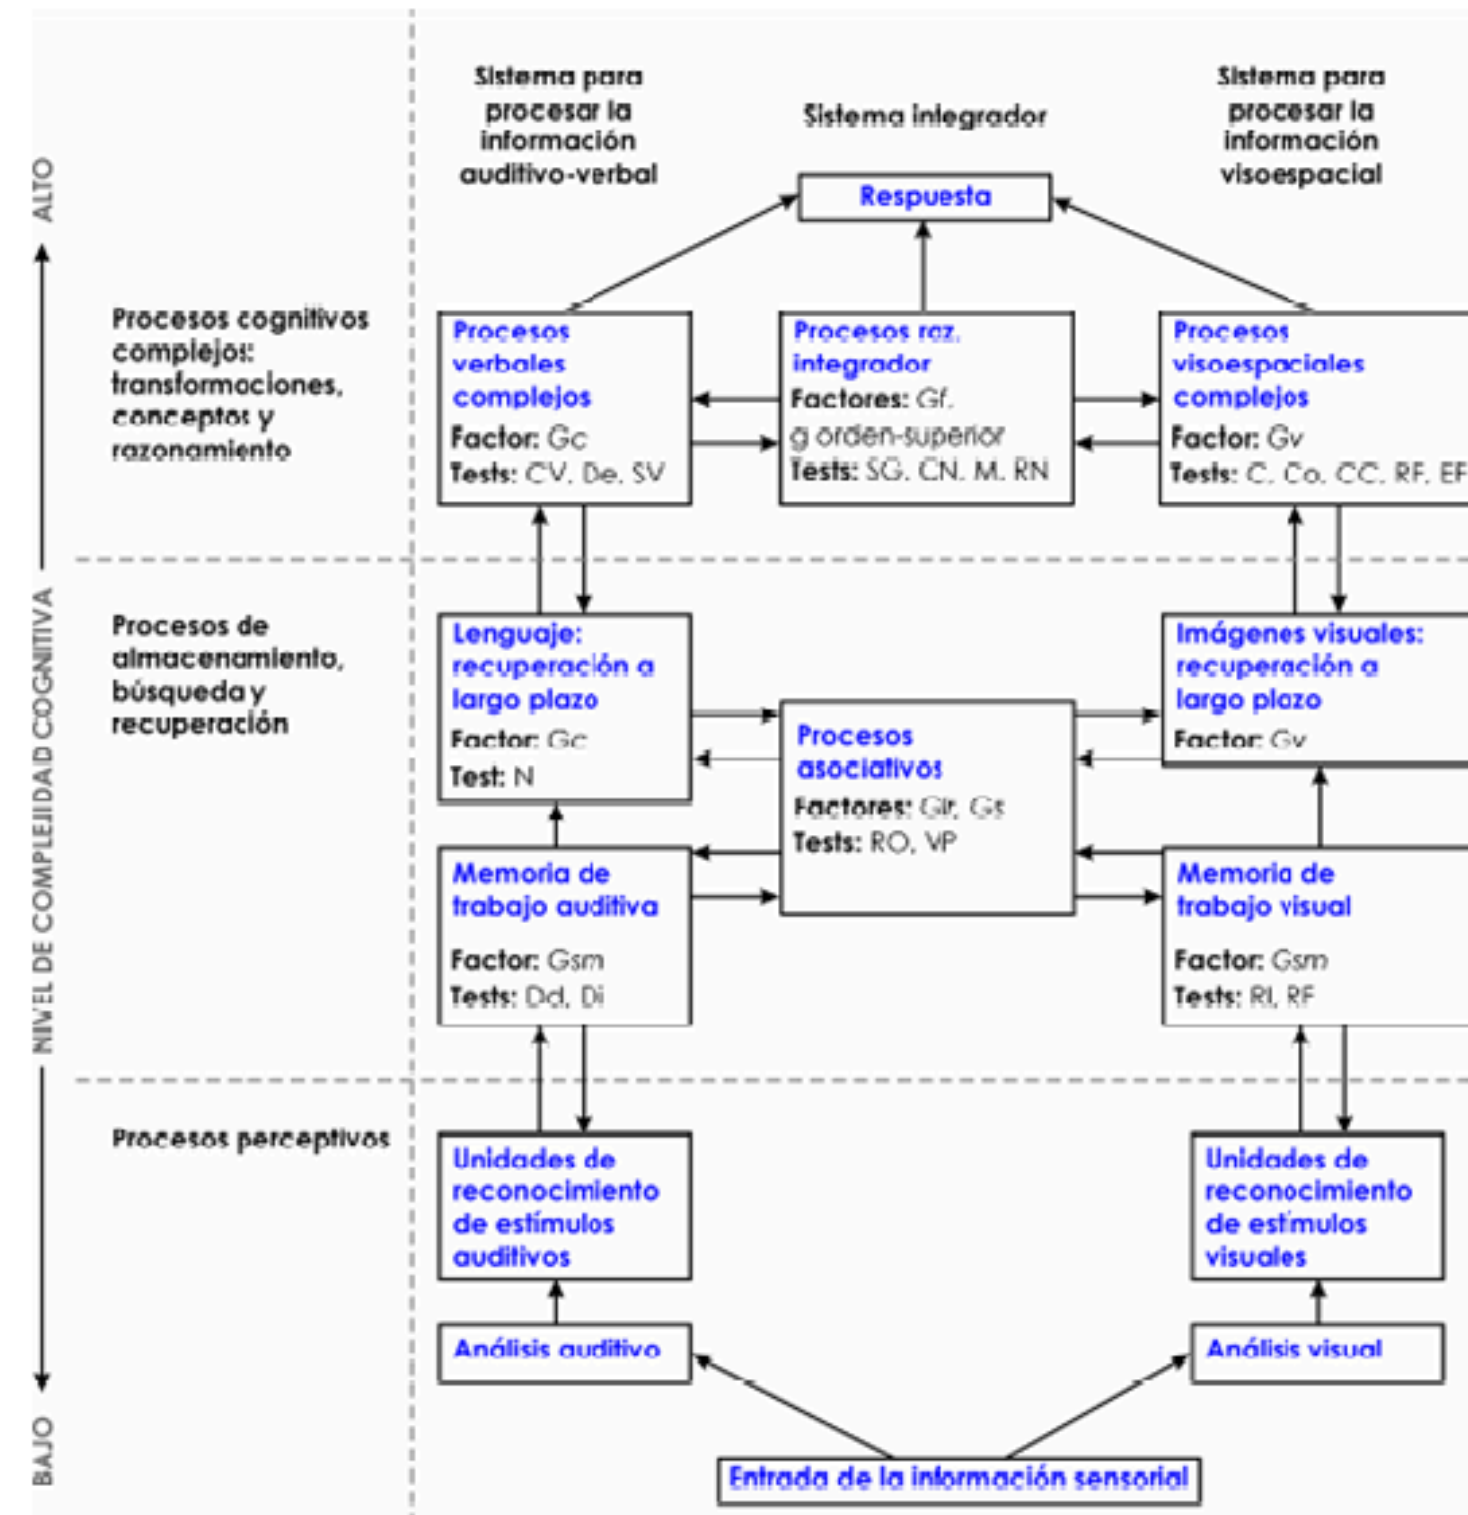 Sistema para
procesar la
información
auditivo-verbal
Sistema integrador
Sistema para
procesar la
información
visoespacial
Respuesta
ALTO
NIVEL DE COMPLEJIDAD COGNITIVA
BAJO
Procesos cognitivos
complejos:
transformaciones,
conceptos y
razonamiento
Procesos
verbales
complejos
Factor: Gc
Tests: CV, De, SV
Procesos raz.
integrador
Factores: Gf,
g orden-superior
Tests: SG, CN, M, RN
Procesos
visoespaciales
complejos
Factor: Gv
Tests: C, Co, CC, RF, EF
Procesos de
almacenamiento,
búsqueda y
recuperación
Lenguaje:
recuperación a
largo plazo
Factor: Gc
Test: N
Procesos
asociativos
Factores: Glr, Gs
Tests: RO, VP
Imágenes visuales:
recuperación a
largo plazo
Factor: Gv
Memoria de
trabajo auditiva
Factor: Gsm
Tests: Dd, Di
Memoria de
trabajo visual
Factor: Gsm
Tests: RI, RF
Procesos perceptivos
Unidades de
reconocimiento
de estímulos
auditivos
Unidades de
reconocimiento
de estímulos
visuales
Análisis auditivo
Análisis visual
Entrada de la información sensorial